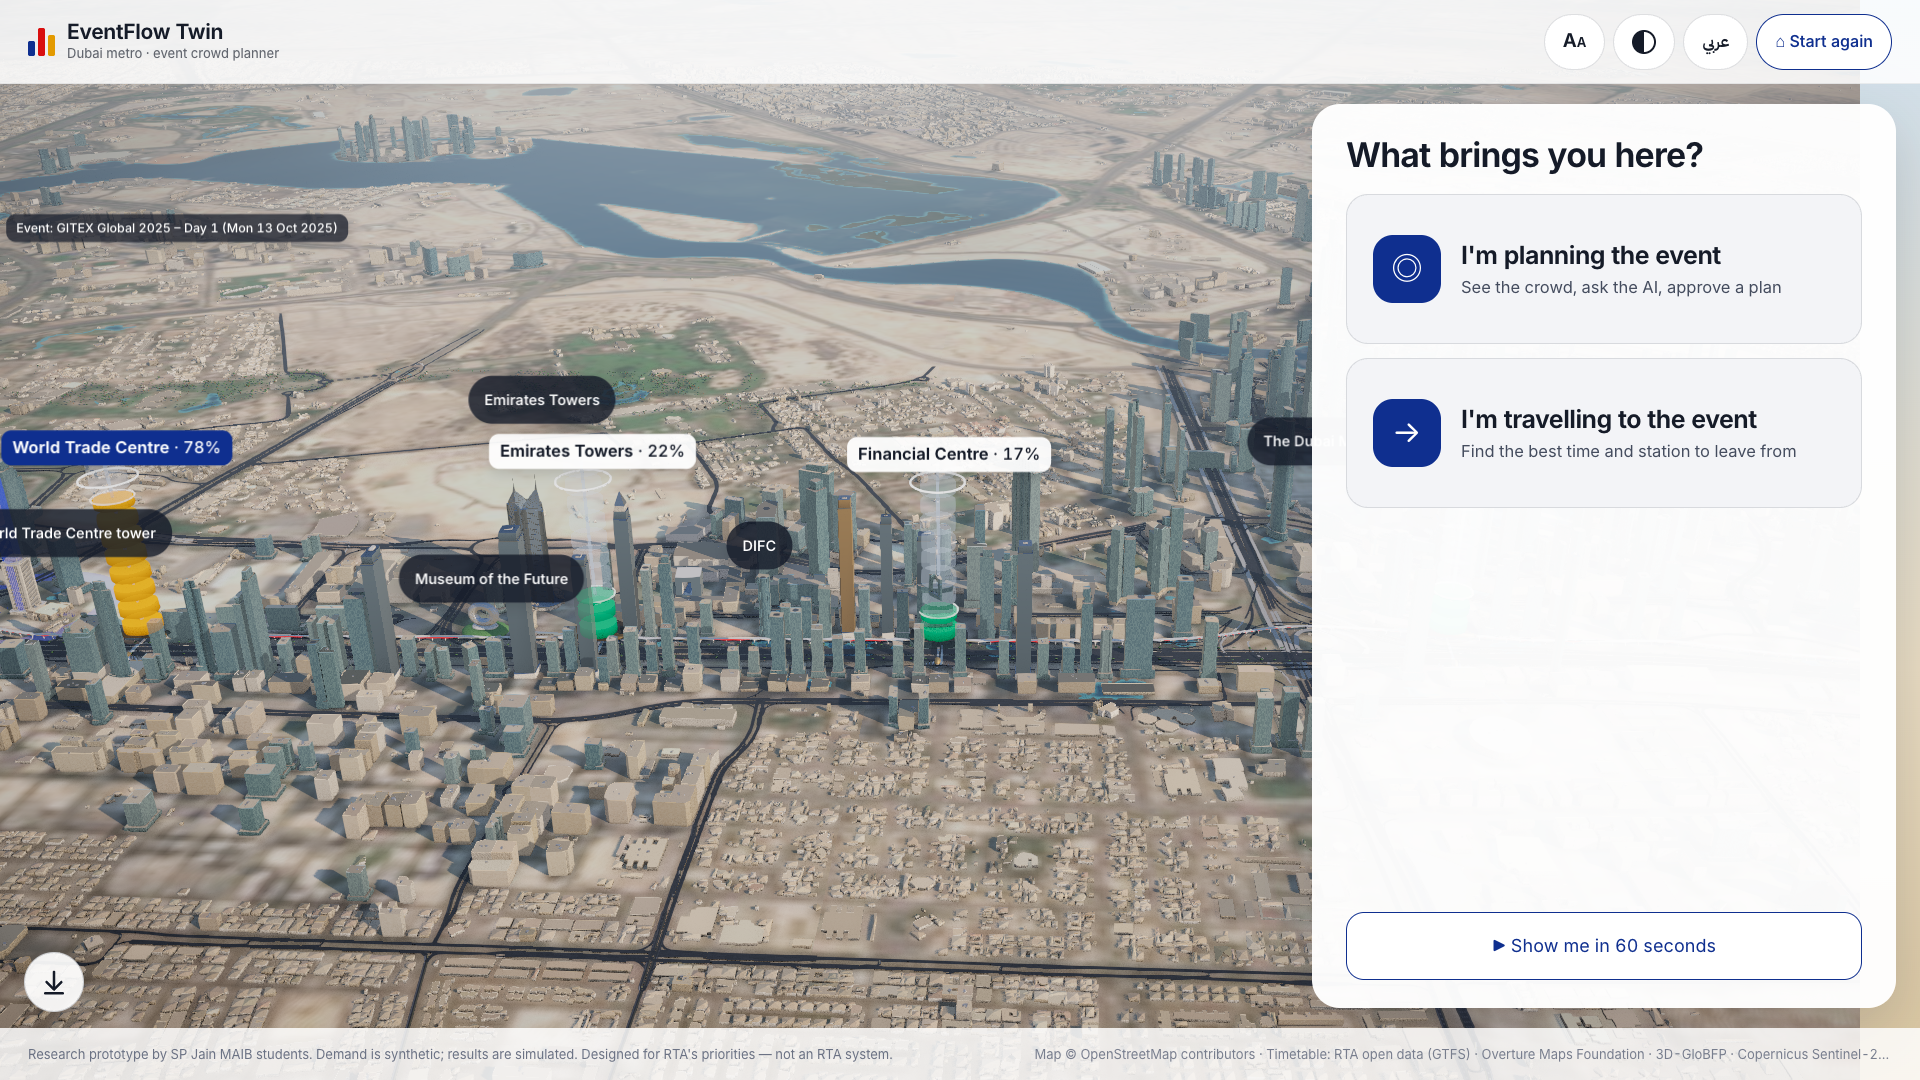 EventFlow Twin
Dubai metro · event crowd planner
AA
عربي
⌂ Start again
What brings you here?
I'm planning the event
See the crowd, ask the AI, approve a plan
I'm travelling to the event
Find the best time and station to leave from
▶ Show me in 60 seconds
Event: GITEX Global 2025 – Day 1 (Mon 13 Oct 2025)
Emirates Towers
World Trade Centre · 78%
Emirates Towers · 22%
Financial Centre · 17%
The Dubai
Trade Centre tower
DIFC
Museum of the Future
Research prototype by SP Jain MAIB students. Demand is synthetic; results are simulated. Designed for RTA's priorities — not an RTA system.
Map © OpenStreetMap contributors · Timetable: RTA open data (GTFS) · Overture Maps Foundation · 3D-GloBFP · Copernicus Sentinel-2...